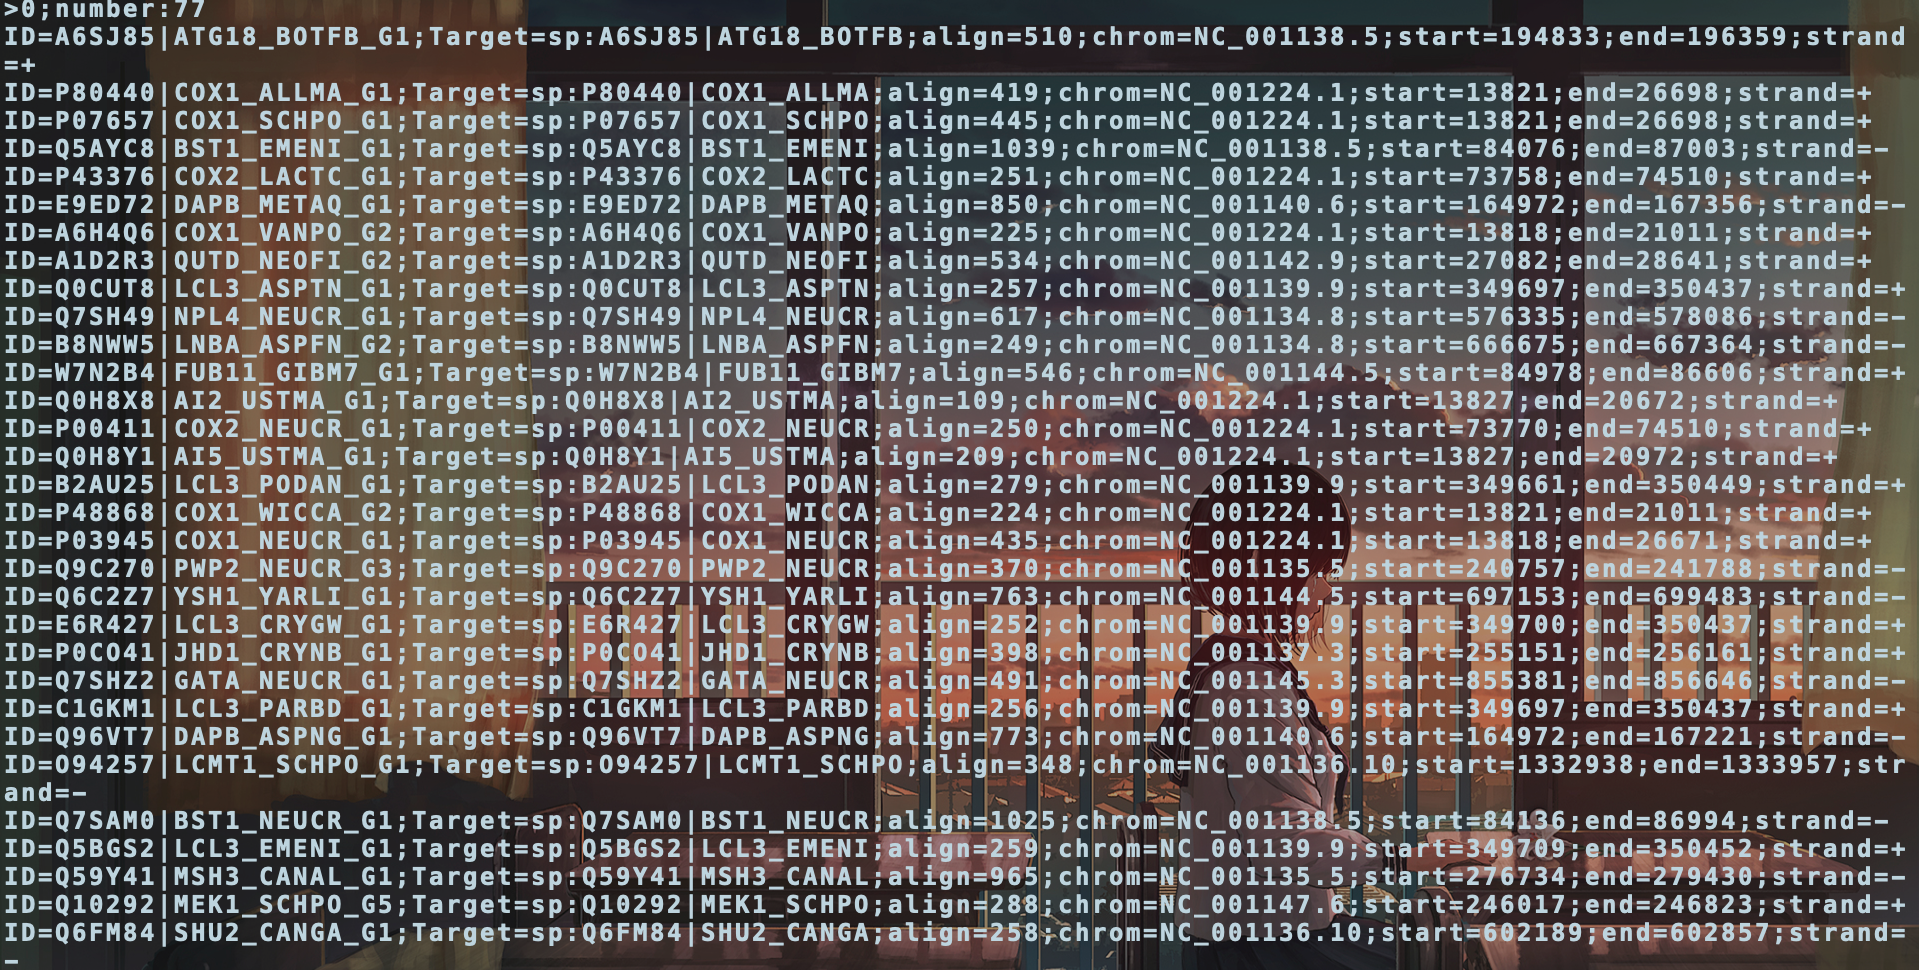 >0;number:77
ID=A6SJ85|ATG18_BOTFB_G1;Target=sp:A6SJ85|ATG18_BOTFB;align=510;chrom=NC_001138.5;start=194833;end=196359;strand
=+
ID=P80440|COX1_ALLMA_G1;Target=sp:P80440|COX1_ALLMA;align=419;chrom=NC_001224.1;start=13821;end=26698;strand=+
ID=P07657|COX1_SCHPO_G1;Target=sp:P07657|COX1_SCHPO;align=445;chrom=NC_001224.1;start=13821;end=26698;strand=+
ID=Q5AYC8|BST1_EMENI_G1;Target=sp:Q5AYC8|BST1_EMENI;align=1039;chrom=NC_001138.5;start=84076;end=87003;strand=-
ID=P43376|COX2_LACTC_G1;Target=sp:P43376|COX2_LACTC;align=251;chrom=NC_001224.1;start=73758;end=74510;strand=+
ID=E9ED72|DAPB_METAQ_G1;Target=sp:E9ED72|DAPB_METAQ;align=850;chrom=NC_001140.6;start=164972;end=167356;strand=-
ID=A6H4Q6|COX1_VANPO_G2;Target=sp:A6H4Q6|COX1_VANPO;align=225;chrom=NC_001224.1;start=13818;end=21011;strand=+
ID=A1D2R3|QUTD_NEOFI_G2;Target=sp:A1D2R3|QUTD_NEOFI;align=534;chrom=NC_001142.9;start=27082;end=28641;strand=+
ID=Q0CUT8|LCL3_ASPTN_G1;Target=sp:Q0CUT8|LCL3_ASPTN;align=257;chrom=NC_001139.9;start=349697;end=350437;strand=+
ID=Q7SH49|NPL4_NEUCR_G1;Target=sp:Q7SH49|NPL4_NEUCR;align=617;chrom=NC_001134.8;start=576335;end=578086;strand=-
ID=B8NWW5|LNBA_ASPFN_G2;Target=sp:B8NWW5|LNBA_ASPFN;align=249;chrom=NC_001134.8;start=666675;end=667364;strand=-
ID=W7N2B4|FUB11_GIBM7_G1;Target=sp:W7N2B4|FUB11_GIBM7;align=546;chrom=NC_001144.5;start=84978;end=86606;strand=+
ID=Q0H8X8|AI2_USTMA_G1;Target=sp:Q0H8X8|AI2_USTMA;align=109;chrom=NC_001224.1;start=13827;end=20672;strand=+
ID=P00411|COX2_NEUCR_G1;Target=sp:P00411|COX2_NEUCR;align=250;chrom=NC_001224.1;start=73770;end=74510;strand=+
ID=Q0H8Y1|AI5_USTMA_G1;Target=sp:Q0H8Y1|AI5_USTMA;align=209;chrom=NC_001224.1;start=13827;end=20972;strand=+
ID=B2AU25|LCL3_PODAN_G1;Target=sp:B2AU25|LCL3_PODAN;align=279;chrom=NC_001139.9;start=349661;end=350449;strand=+
ID=P48868|COX1_WICCA_G2;Target=sp:P48868|COX1_WICCA;align=224;chrom=NC_001224.1;start=13821;end=21011;strand=+
ID=P03945|COX1_NEUCR_G1;Target=sp:P03945|COX1_NEUCR;align=435;chrom=NC_001224.1;start=13818;end=26671;strand=+
ID=Q9C270|PWP2_NEUCR_G3;Target=sp:Q9C270|PWP2_NEUCR;align=370;chrom=NC_001135.5;start=240757;end=241788;strand=-
ID=Q6C2Z7|YSH1_YARLI_G1;Target=sp:Q6C2Z7|YSH1_YARLI;align=763;chrom=NC_001144.5;start=697153;end=699483;strand=-
ID=E6R427|LCL3_CRYGW_G1;Target=sp:E6R427|LCL3_CRYGW;align=252;chrom=NC_001139.9;start=349700;end=350437;strand=+
ID=P0CO41|JHD1_CRYNB_G1;Target=sp:P0CO41|JHD1_CRYNB;align=398;chrom=NC_001137.3;start=255151;end=256161;strand=+
ID=Q7SHZ2|GATA_NEUCR_G1;Target=sp:Q7SHZ2|GATA_NEUCR;align=491;chrom=NC_001145.3;start=855381;end=856646;strand=-
ID=C1GKM1|LCL3_PARBD_G1;Target=sp:C1GKM1|LCL3_PARBD;align=256;chrom=NC_001139.9;start=349697;end=350437;strand=+
ID=Q96VT7|DAPB_ASPNG_G1;Target=sp:Q96VT7|DAPB_ASPNG;align=773;chrom=NC_001140.6;start=164972;end=167221;strand=-
ID=O94257|LCMT1_SCHPO_G1;Target=sp:O94257|LCMT1_SCHPO;align=348;chrom=NC_001136.10;start=1332938;end=1333957;str
and=-
ID=Q7SAM0|BST1_NEUCR_G1;Target=sp:Q7SAM0|BST1_NEUCR;align=1025;chrom=NC_001138.5;start=84136;end=86994;strand=-
ID=Q5BGS2|LCL3_EMENI_G1;Target=sp:Q5BGS2|LCL3_EMENI;align=259;chrom=NC_001139.9;start=349709;end=350452;strand=+
ID=Q59Y41|MSH3_CANAL_G1;Target=sp:Q59Y41|MSH3_CANAL;align=965;chrom=NC_001135.5;start=276734;end=279430;strand=-
ID=Q10292|MEK1_SCHPO_G5;Target=sp:Q10292|MEK1_SCHPO;align=288;chrom=NC_001147.6;start=246017;end=246823;strand=+
ID=Q6FM84|SHU2_CANGA_G1;Target=sp:Q6FM84|SHU2_CANGA;align=258;chrom=NC_001136.10;start=602189;end=602857;strand=
-